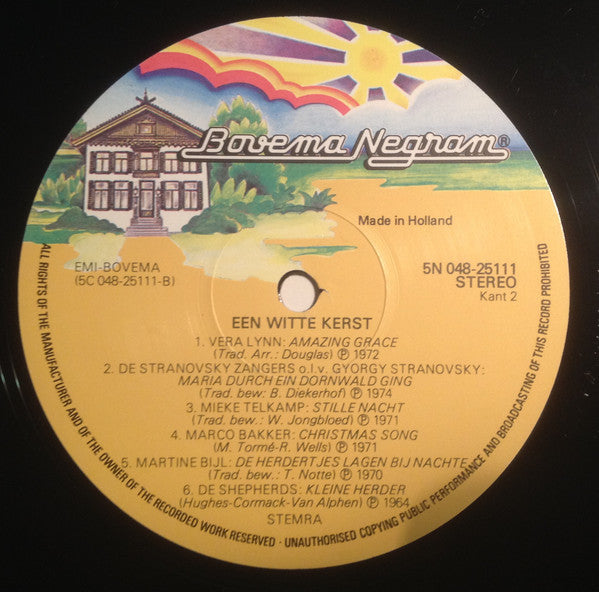 Bovema Negram®
Made in Holland
EMI-BOVEMA
(5C 048-25111-B)
5N 048-25111
STEREO
Kant 2
EEN WITTE KERST
1. VERA LYNN: AMAZING GRACE
(Trad. Arr.: Douglas) ℗ 1972
2. DE STRANOVSKY ZANGERS o.l.v. GYORGY STRANOVSKY:
MARIA DURCH EIN DORNWALD GING
(Trad. bew: B. Diekerhof) ℗ 1974
3. MIEKE TELKAMP: STILLE NACHT
(Trad. bew.: W. Jongbloed) ℗ 1971
4. MARCO BAKKER: CHRISTMAS SONG
(M. Tormé-R. Wells) ℗ 1971
5. MARTINE BIJL: DE HERDERTJES LAGEN BIJ NACHTE
(Trad. bew.: T. Notte) ℗ 1970
6. DE SHEPHERDS: KLEINE HERDER
(Hughes-Cormack-Van Alphen) ℗ 1964
STEMRA
ALL RIGHTS OF THE MANUFACTURER AND OF THE OWNER OF THE RECORDED WORK RESERVED · UNAUTHORISED COPYING PUBLIC PERFORMANCE AND BROADCASTING OF THIS RECORD PROHIBITED